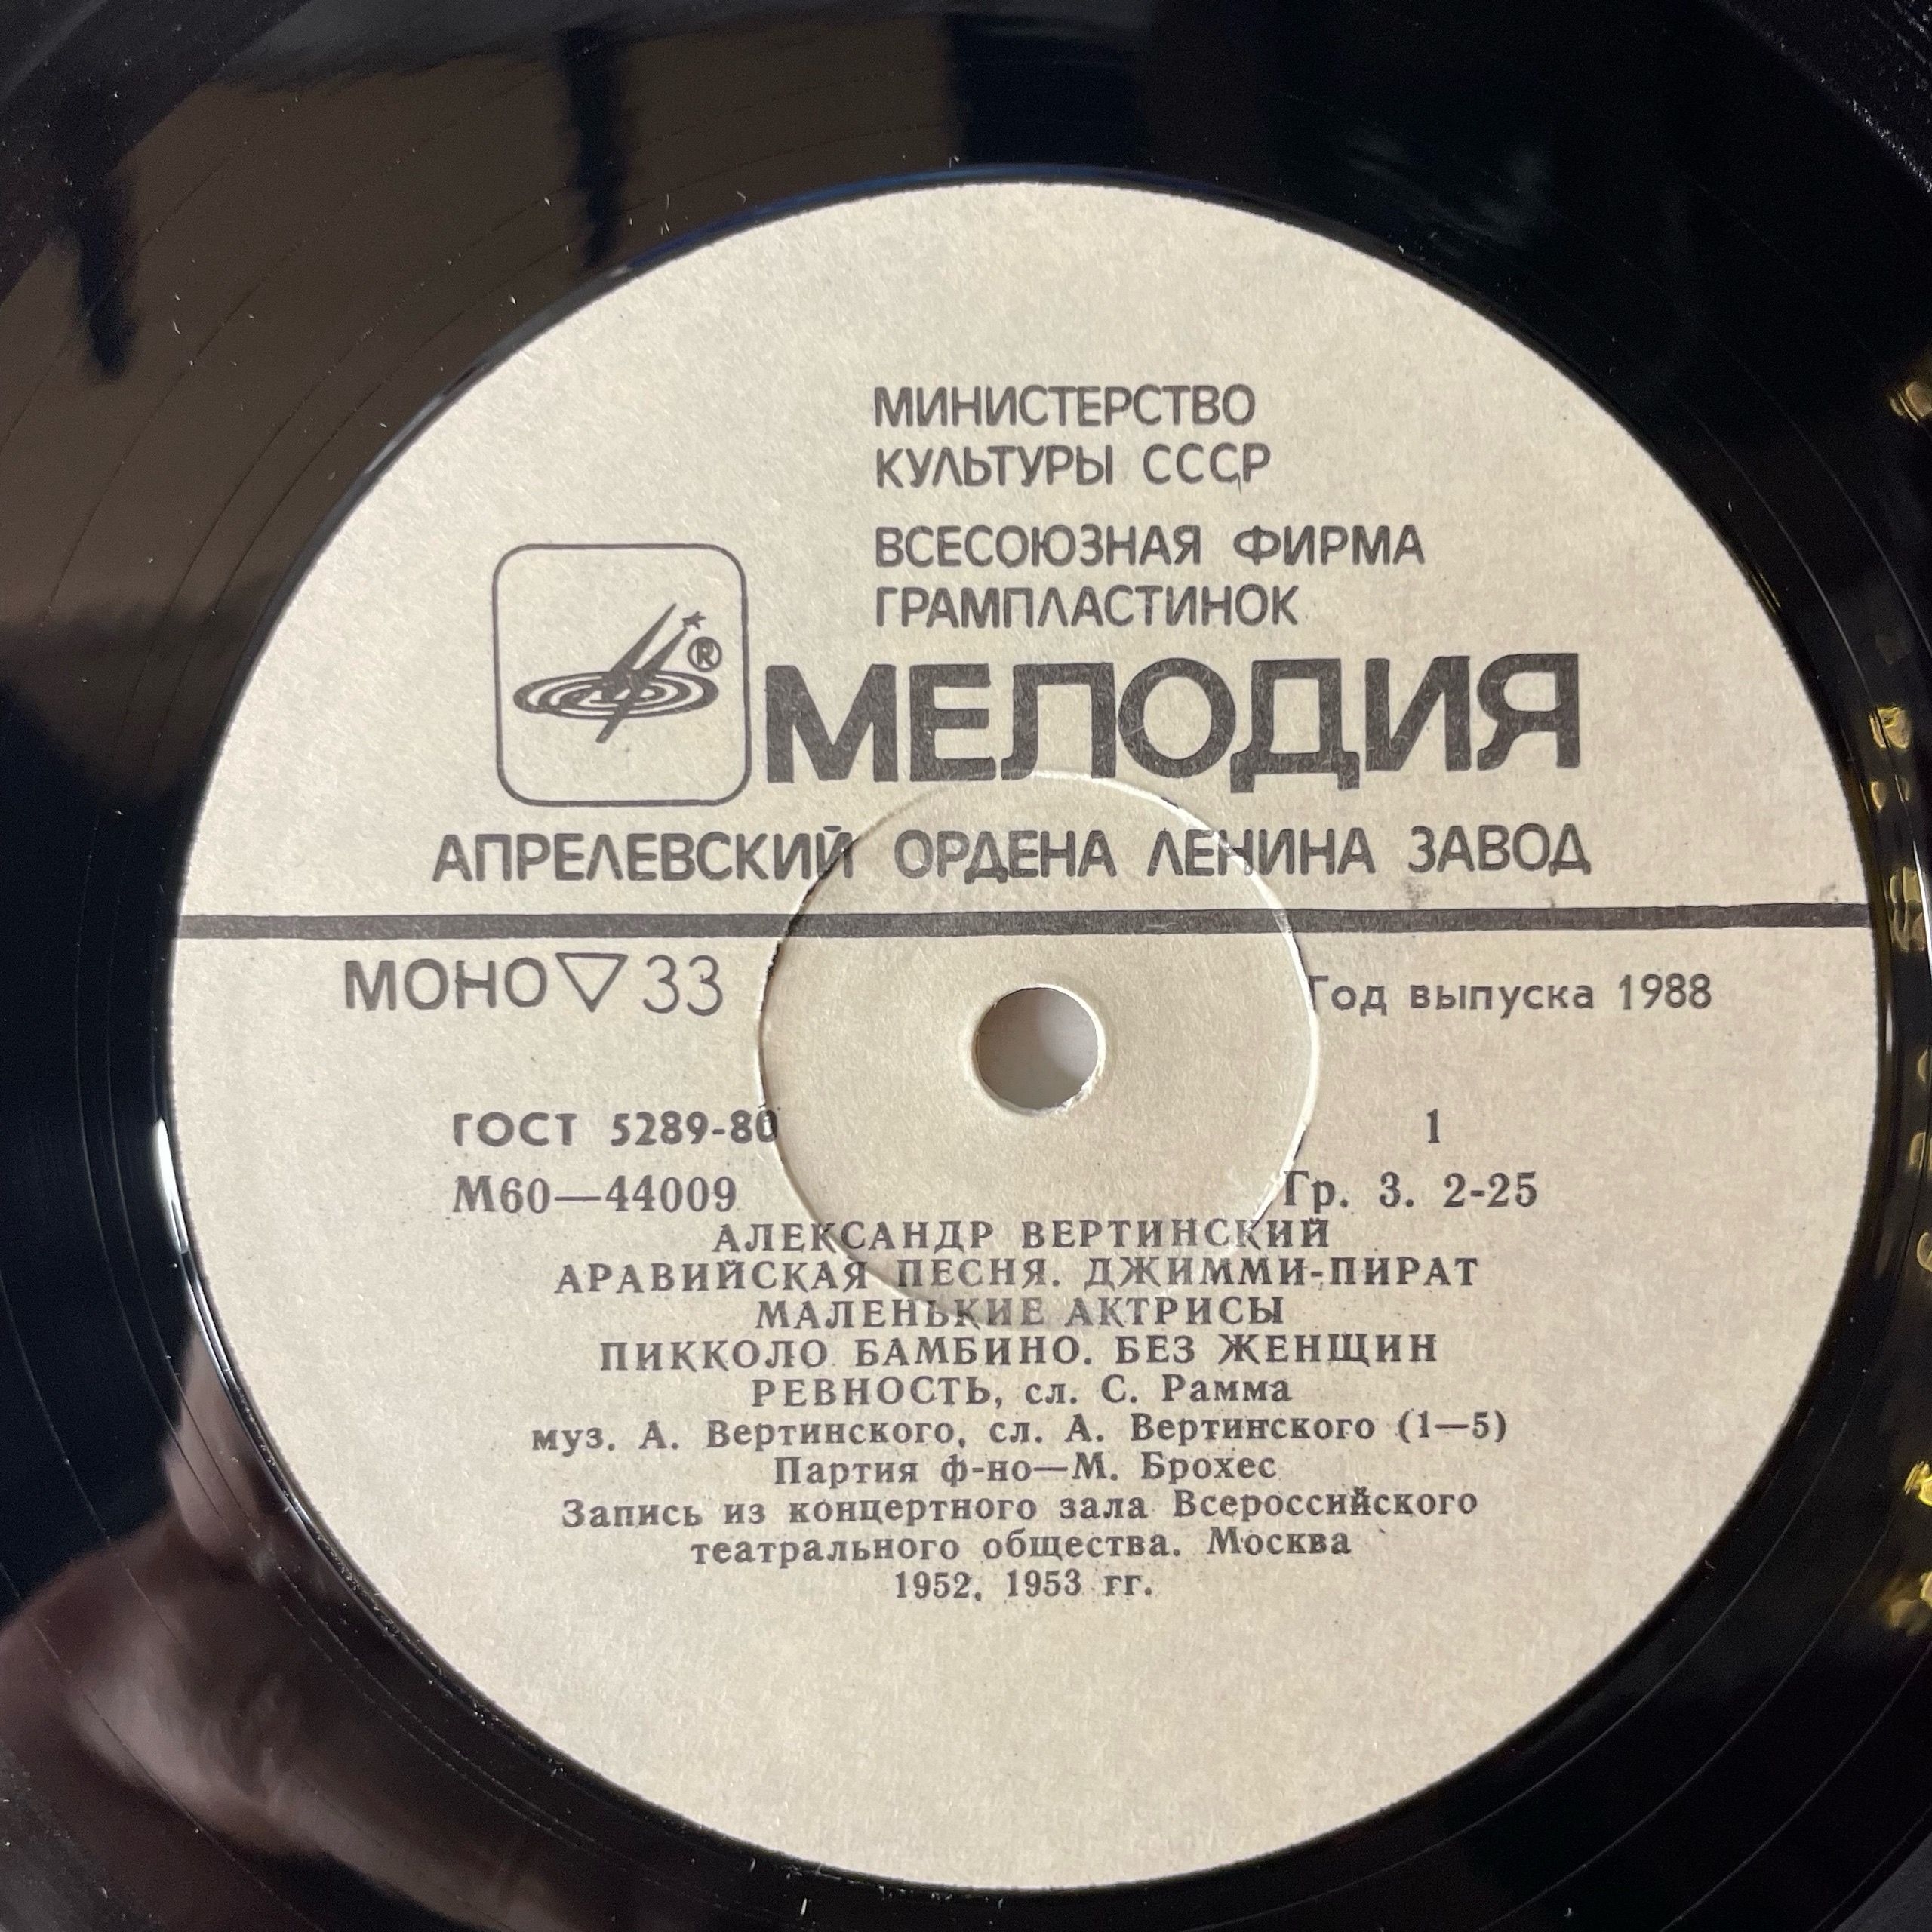 МИНИСТЕРСТВО
КУЛЬТУРЫ СССР
ВСЕСОЮЗНАЯ ФИРМА
ГРАМПЛАСТИНОК
®
МЕЛОДИЯ
АПРЕЛЕВСКИЙ ОРДЕНА ЛЕНИНА ЗАВОД
МОНО ▽ 33
Год выпуска 1988
ГОСТ 5289-80
1
М60—44009
Гр. 3. 2-25
АЛЕКСАНДР ВЕРТИНСКИЙ
АРАВИЙСКАЯ ПЕСНЯ. ДЖИММИ-ПИРАТ
МАЛЕНЬКИЕ АКТРИСЫ
ПИККОЛО БАМБИНО. БЕЗ ЖЕНЩИН
РЕВНОСТЬ, сл. С. Рамма
муз. А. Вертинского, сл. А. Вертинского (1—5)
Партия ф-но—М. Брохес
Запись из концертного зала Всероссийского
театрального общества. Москва
1952, 1953 гг.